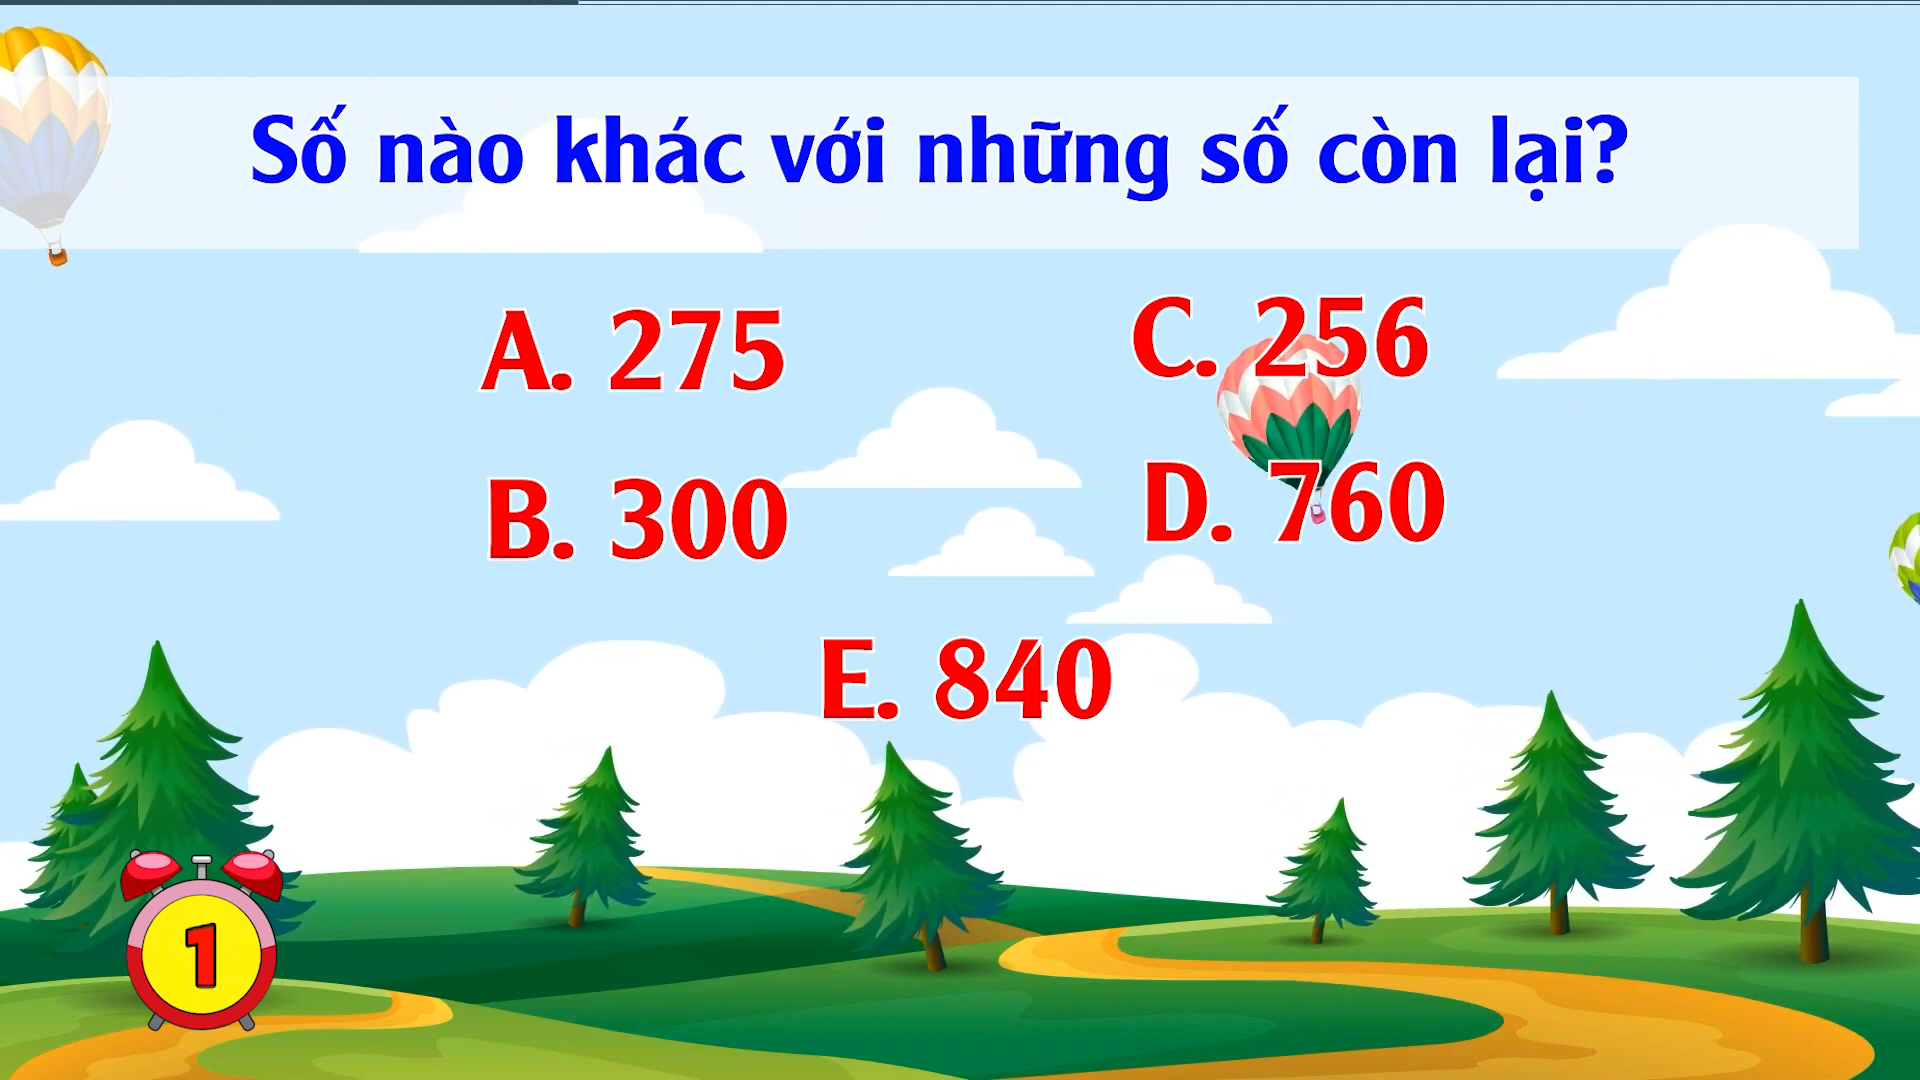 Số nào khác với những số còn lại?
A. 275
C. 256
B. 300
D. 760
E. 840
1